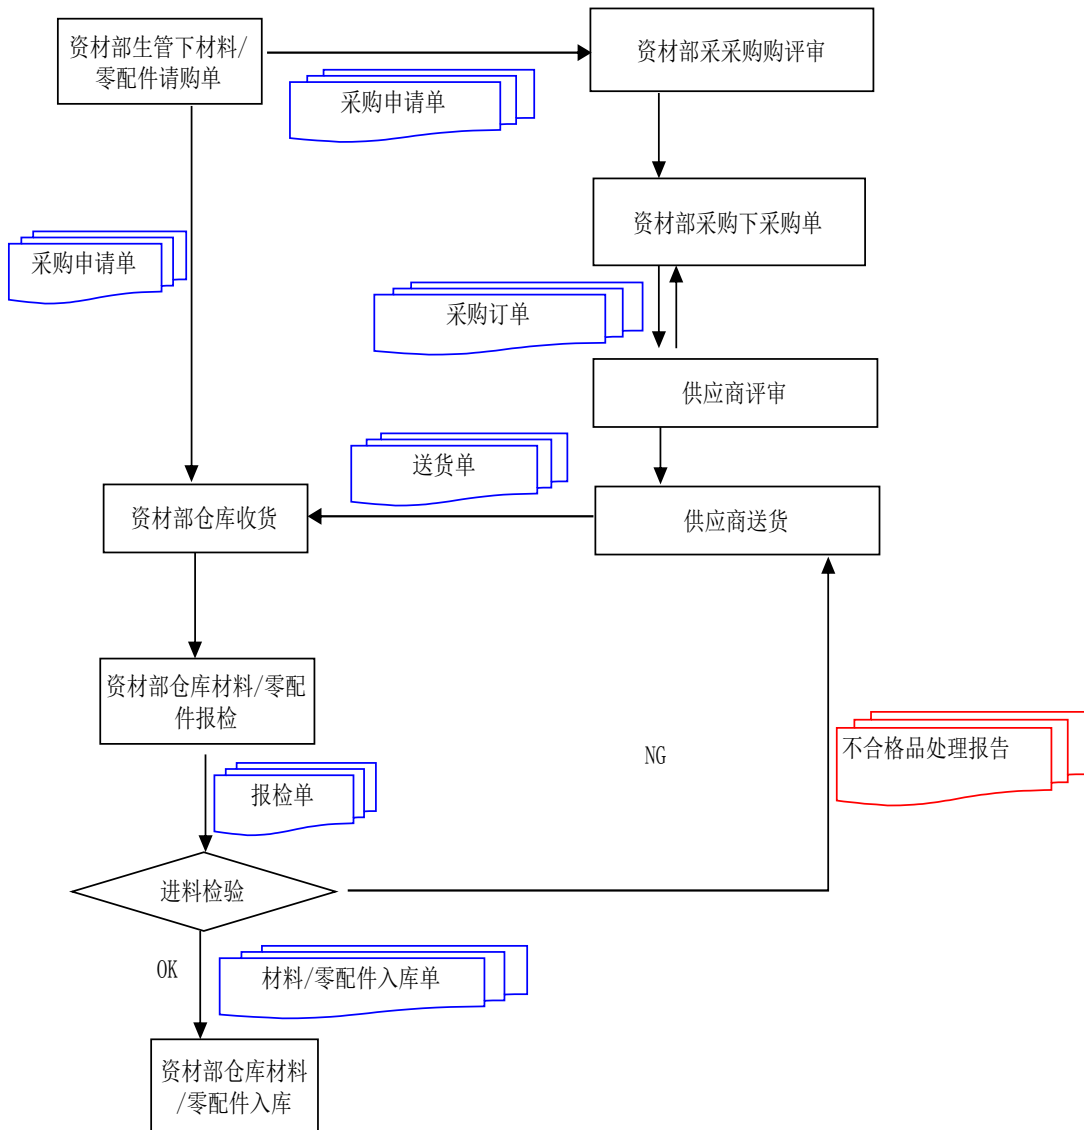 资材部生管下材料/
零配件请购单
资材部采采购购评审
采购申请单
资材部采购下采购单
采购申请单
采购订单
供应商评审
送货单
资材部仓库收货
供应商送货
资材部仓库材料/零配
件报检
不合格品处理报告
NG
报检单
进料检验
OK
材料/零配件入库单
资材部仓库材料
/零配件入库